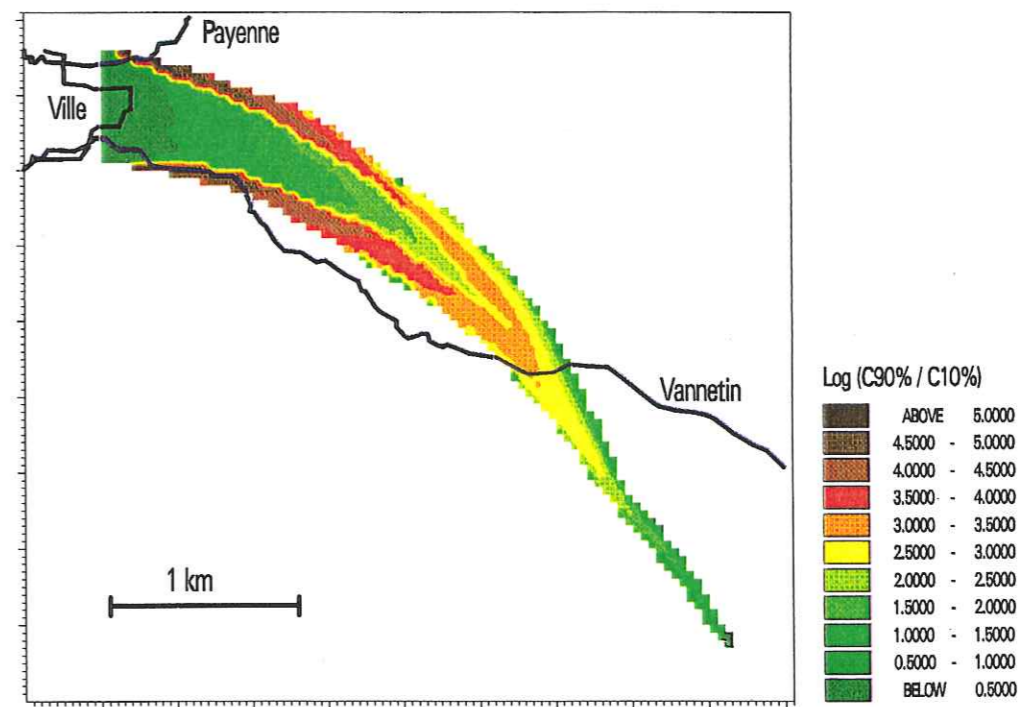 Payenne
Ville
Vannetin
1 km
Log (C90% / C10%)
ABOVE 5.0000
4.5000 - 5.0000
4.0000 - 4.5000
3.5000 - 4.0000
3.0000 - 3.5000
2.5000 - 3.0000
2.0000 - 2.5000
1.5000 - 2.0000
1.0000 - 1.5000
0.5000 - 1.0000
BELOW 0.5000